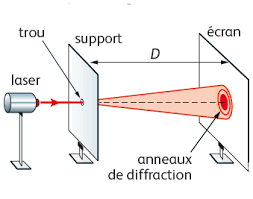 trou
support
D
écran
laser
anneaux
de diffraction